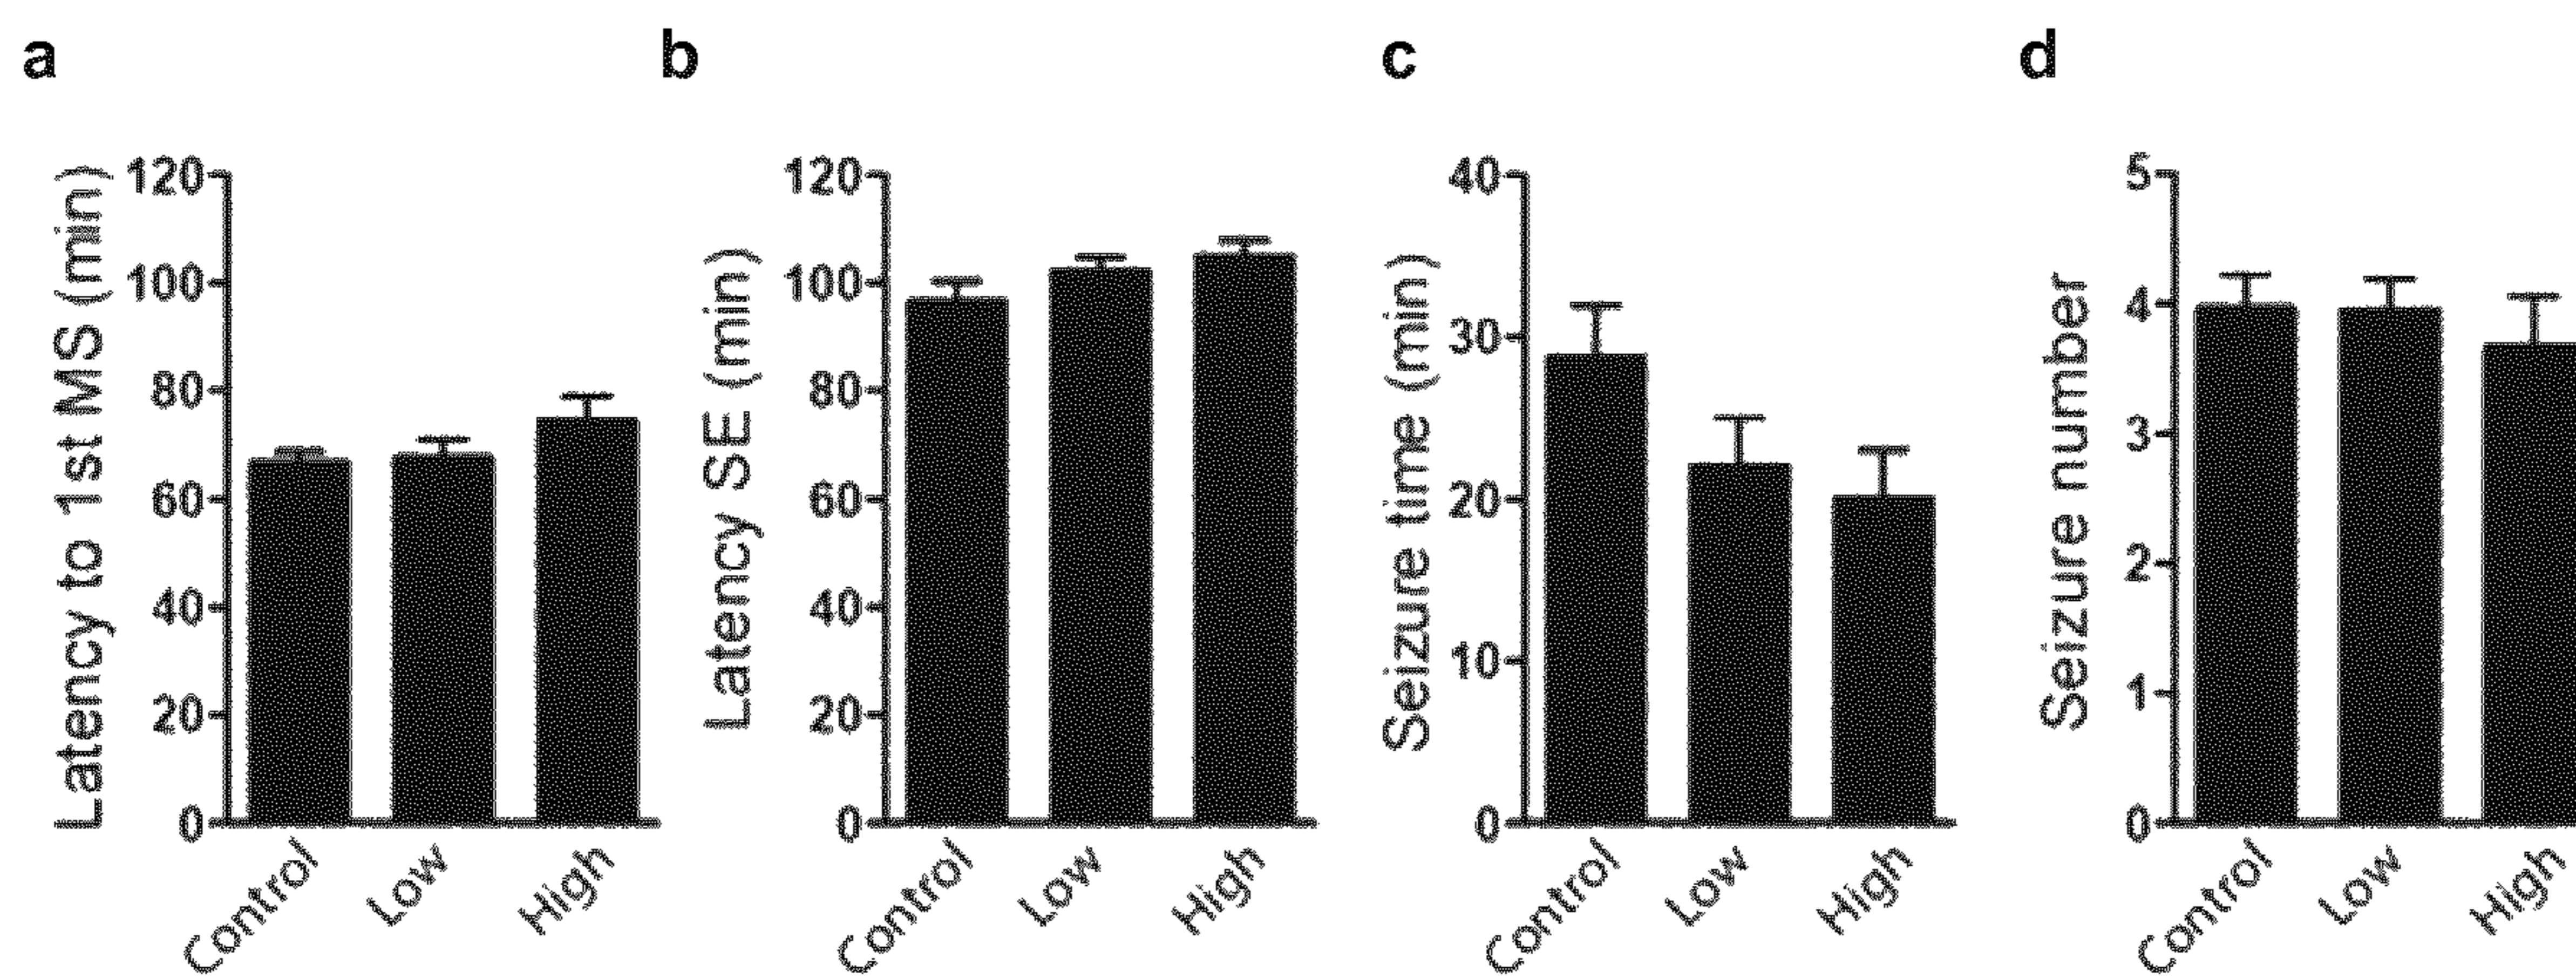 a
b
c
d
Latency to 1st MS (min)
120
100
80
60
40
20
0
Control
Low
High
Latency SE (min)
120
100
80
60
40
20
0
Control
Low
High
Seizure time (min)
40
30
20
10
0
Control
Low
High
Seizure number
5
4
3
2
1
0
Control
Low
High